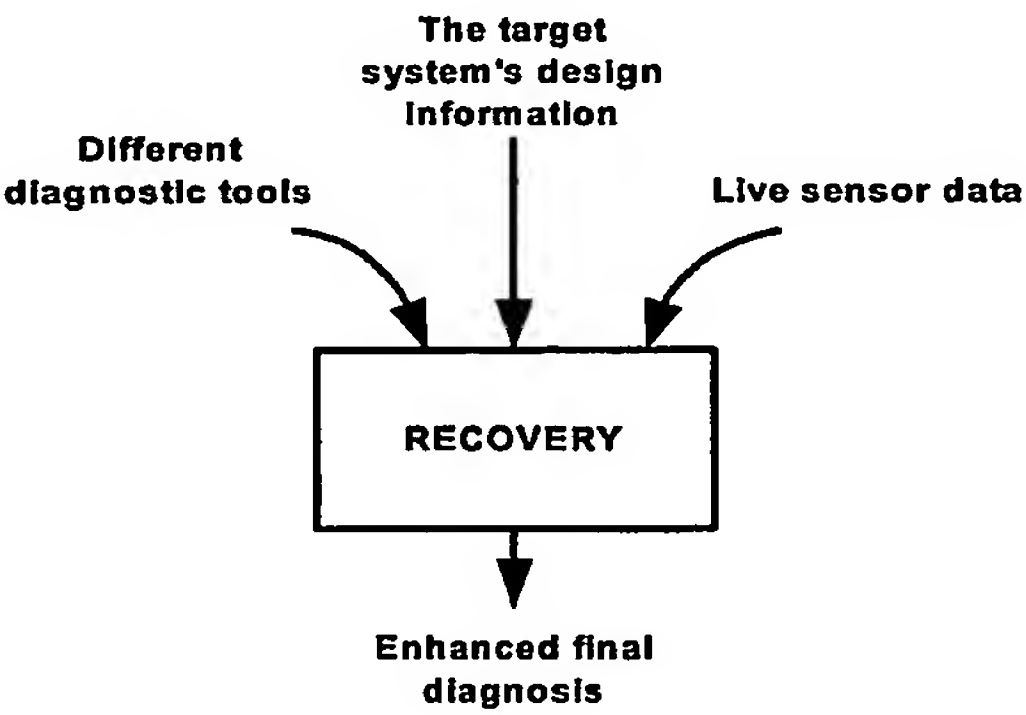 The target
system's design
Information
Different
diagnostic tools
Live sensor data
RECOVERY
Enhanced final
diagnosis